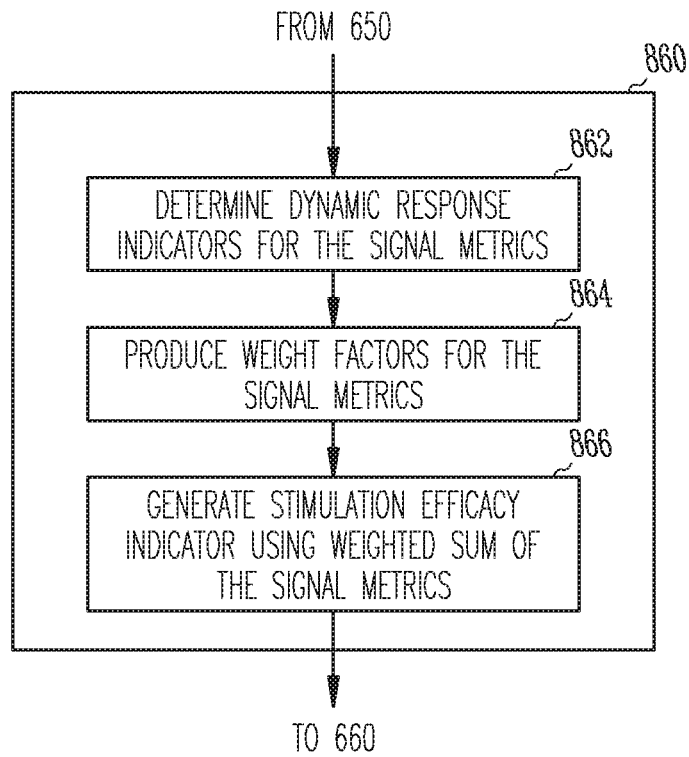 FROM 650
860
862
DETERMINE DYNAMIC RESPONSE
INDICATORS FOR THE SIGNAL METRICS
864
PRODUCE WEIGHT FACTORS FOR THE
SIGNAL METRICS
866
GENERATE STIMULATION EFFICACY
INDICATOR USING WEIGHTED SUM OF
THE SIGNAL METRICS
TO 660